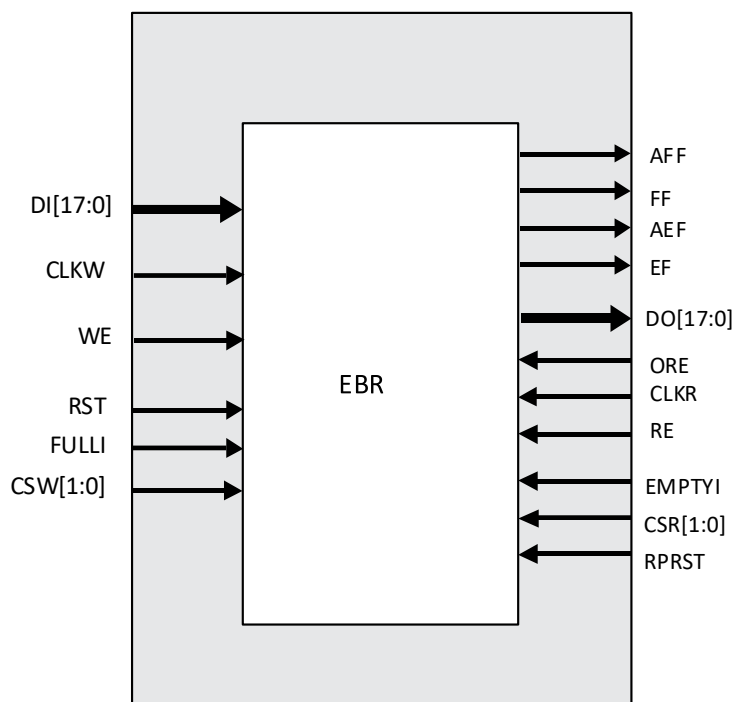 DI[17:0]
CLKW
WE
RST
FULLI
CSW[1:0]
EBR
AFF
FF
AEF
EF
DO[17:0]
ORE
CLKR
RE
EMPTYI
CSR[1:0]
RPRST